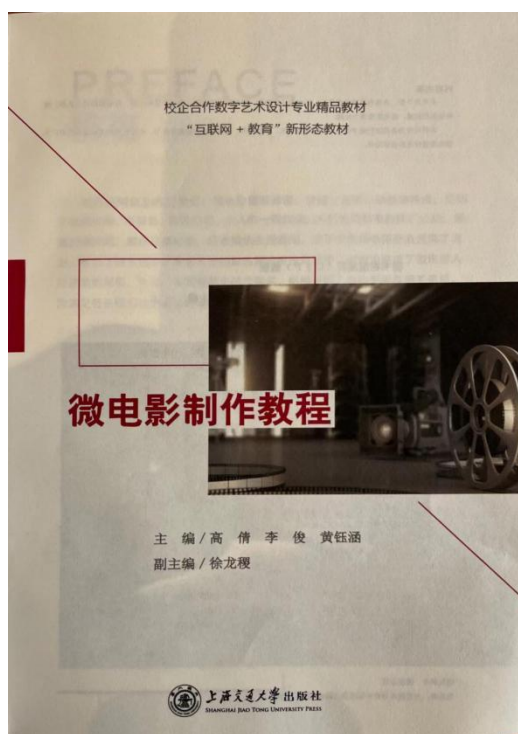 PREFACE
校企合作数字艺术设计专业精品教材
“互联网 + 教育”新形态教材
微电影制作教程
主 编 / 高 倩 李 俊 黄钰涵
副主编 / 徐龙稷
上海交通大学出版社
SHANGHAI JIAO TONG UNIVERSITY PRESS